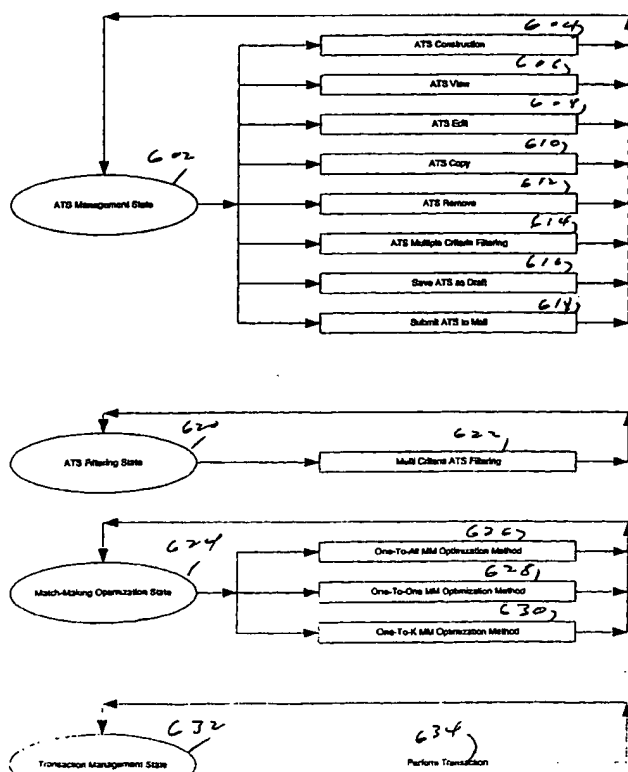 604
ATS Construction
606
ATS View
608
ATS Edit
602
610
ATS Copy
612
ATS Management State
ATS Remove
614
ATS Multiple Criteria Filtering
616
Save ATS as Draft
618
Submit ATS to Mall
620
622
ATS Filtering State
Multi Criteria ATS Filtering
624
626
One-To-All MM Optimization Method
628
Match-Making Optimization State
One-To-One MM Optimization Method
630
One-To-K MM Optimization Method
632
634
Transaction Management State
Perform Transaction